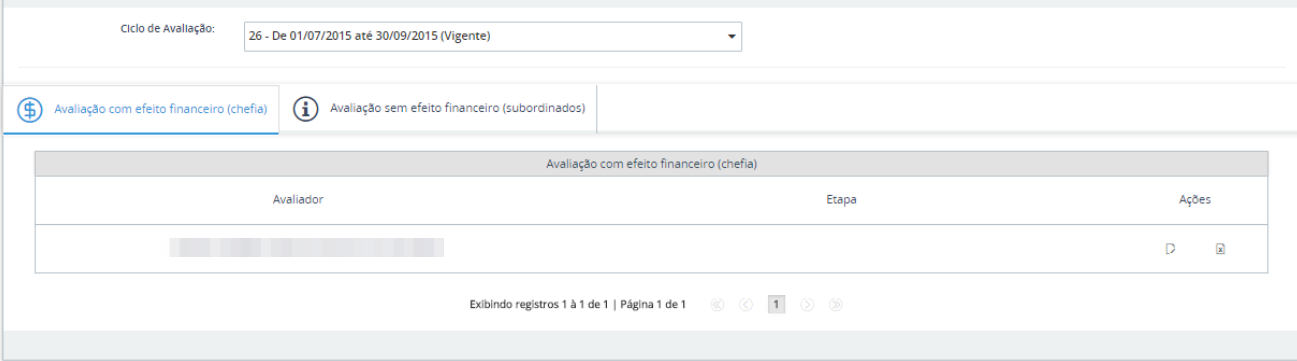 Ciclo de Avaliação:
26 - De 01/07/2015 até 30/09/2015 (Vigente)
Avaliação com efeito financeiro (chefia)
Avaliação sem efeito financeiro (subordinados)
Avaliação com efeito financeiro (chefia)
Avaliador Etapa Ações
Exibindo registros 1 à 1 de 1 | Página 1 de 1 1